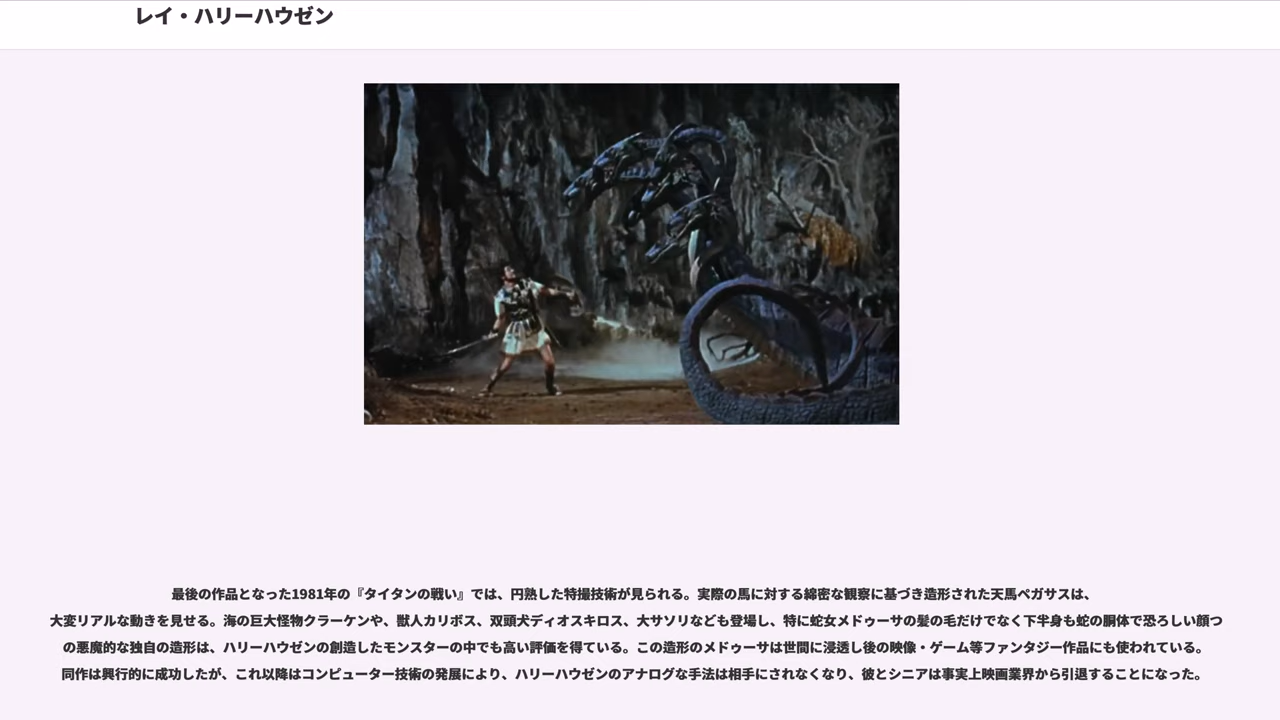 レイ・ハリーハウゼン
最後の作品となった1981年の『タイタンの戦い』では、円熟した特撮技術が見られる。実際の馬に対する綿密な観察に基づき造形された天馬ペガサスは、
大変リアルな動きを見せる。海の巨大怪物クラーケンや、獣人カリボス、双頭犬ディオスキロス、大サソリなども登場し、特に蛇女メドゥーサの髪の毛だけでなく下半身も蛇の胴体で恐ろしい顔つ
の悪魔的な独自の造形は、ハリーハウゼンの創造したモンスターの中でも高い評価を得ている。この造形のメドゥーサは世間に浸透し後の映像・ゲーム等ファンタジー作品にも使われている。
同作は興行的に成功したが、これ以降はコンピューター技術の発展により、ハリーハウゼンのアナログな手法は相手にされなくなり、彼とシニアは事実上映画業界から引退することになった。